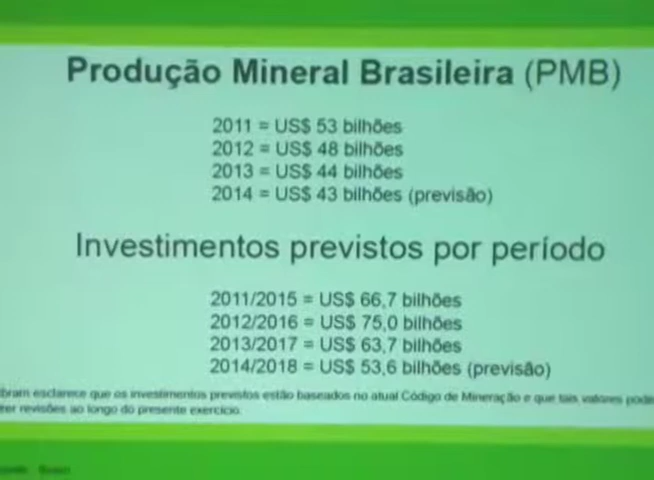 Produção Mineral Brasileira (PMB)
2011 = US$ 53 bilhões
2012 = US$ 48 bilhões
2013 = US$ 44 bilhões
2014 = US$ 43 bilhões (previsão)
Investimentos previstos por período
2011/2015 = US$ 66,7 bilhões
2012/2016 = US$ 75,0 bilhões
2013/2017 = US$ 63,7 bilhões
2014/2018 = US$ 53,6 bilhões (previsão)
esclarece que os investimentos previstos estão baseados no atual Código de Mineração e que tais valores
revisões ao longo do presente exercício.